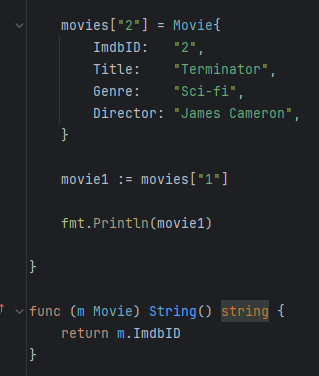 movies["2"] = Movie{
    ImdbID:   "2",
    Title:    "Terminator",
    Genre:    "Sci-fi",
    Director: "James Cameron",
}
movie1 := movies["1"]
fmt.Println(movie1)
}
func (m Movie) String() string {
    return m.ImdbID
}